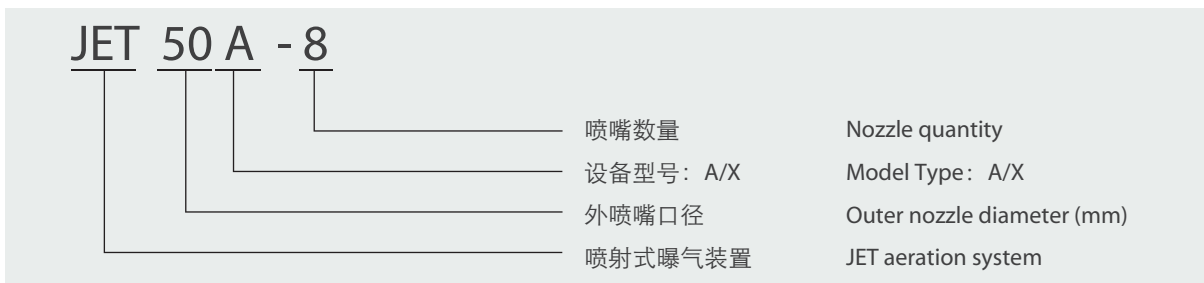 JET 50 A - 8
喷嘴数量 Nozzle quantity
设备型号：A/X Model Type：A/X
外喷嘴口径 Outer nozzle diameter (mm)
喷射式曝气装置 JET aeration system